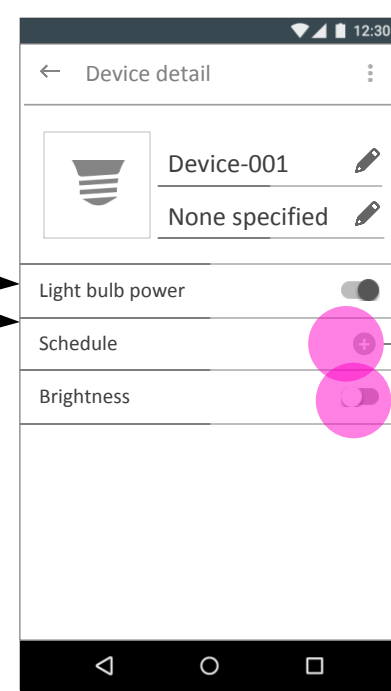 12:30
Device detail
Device-001
None specified
Light bulb power
Schedule
Brightness